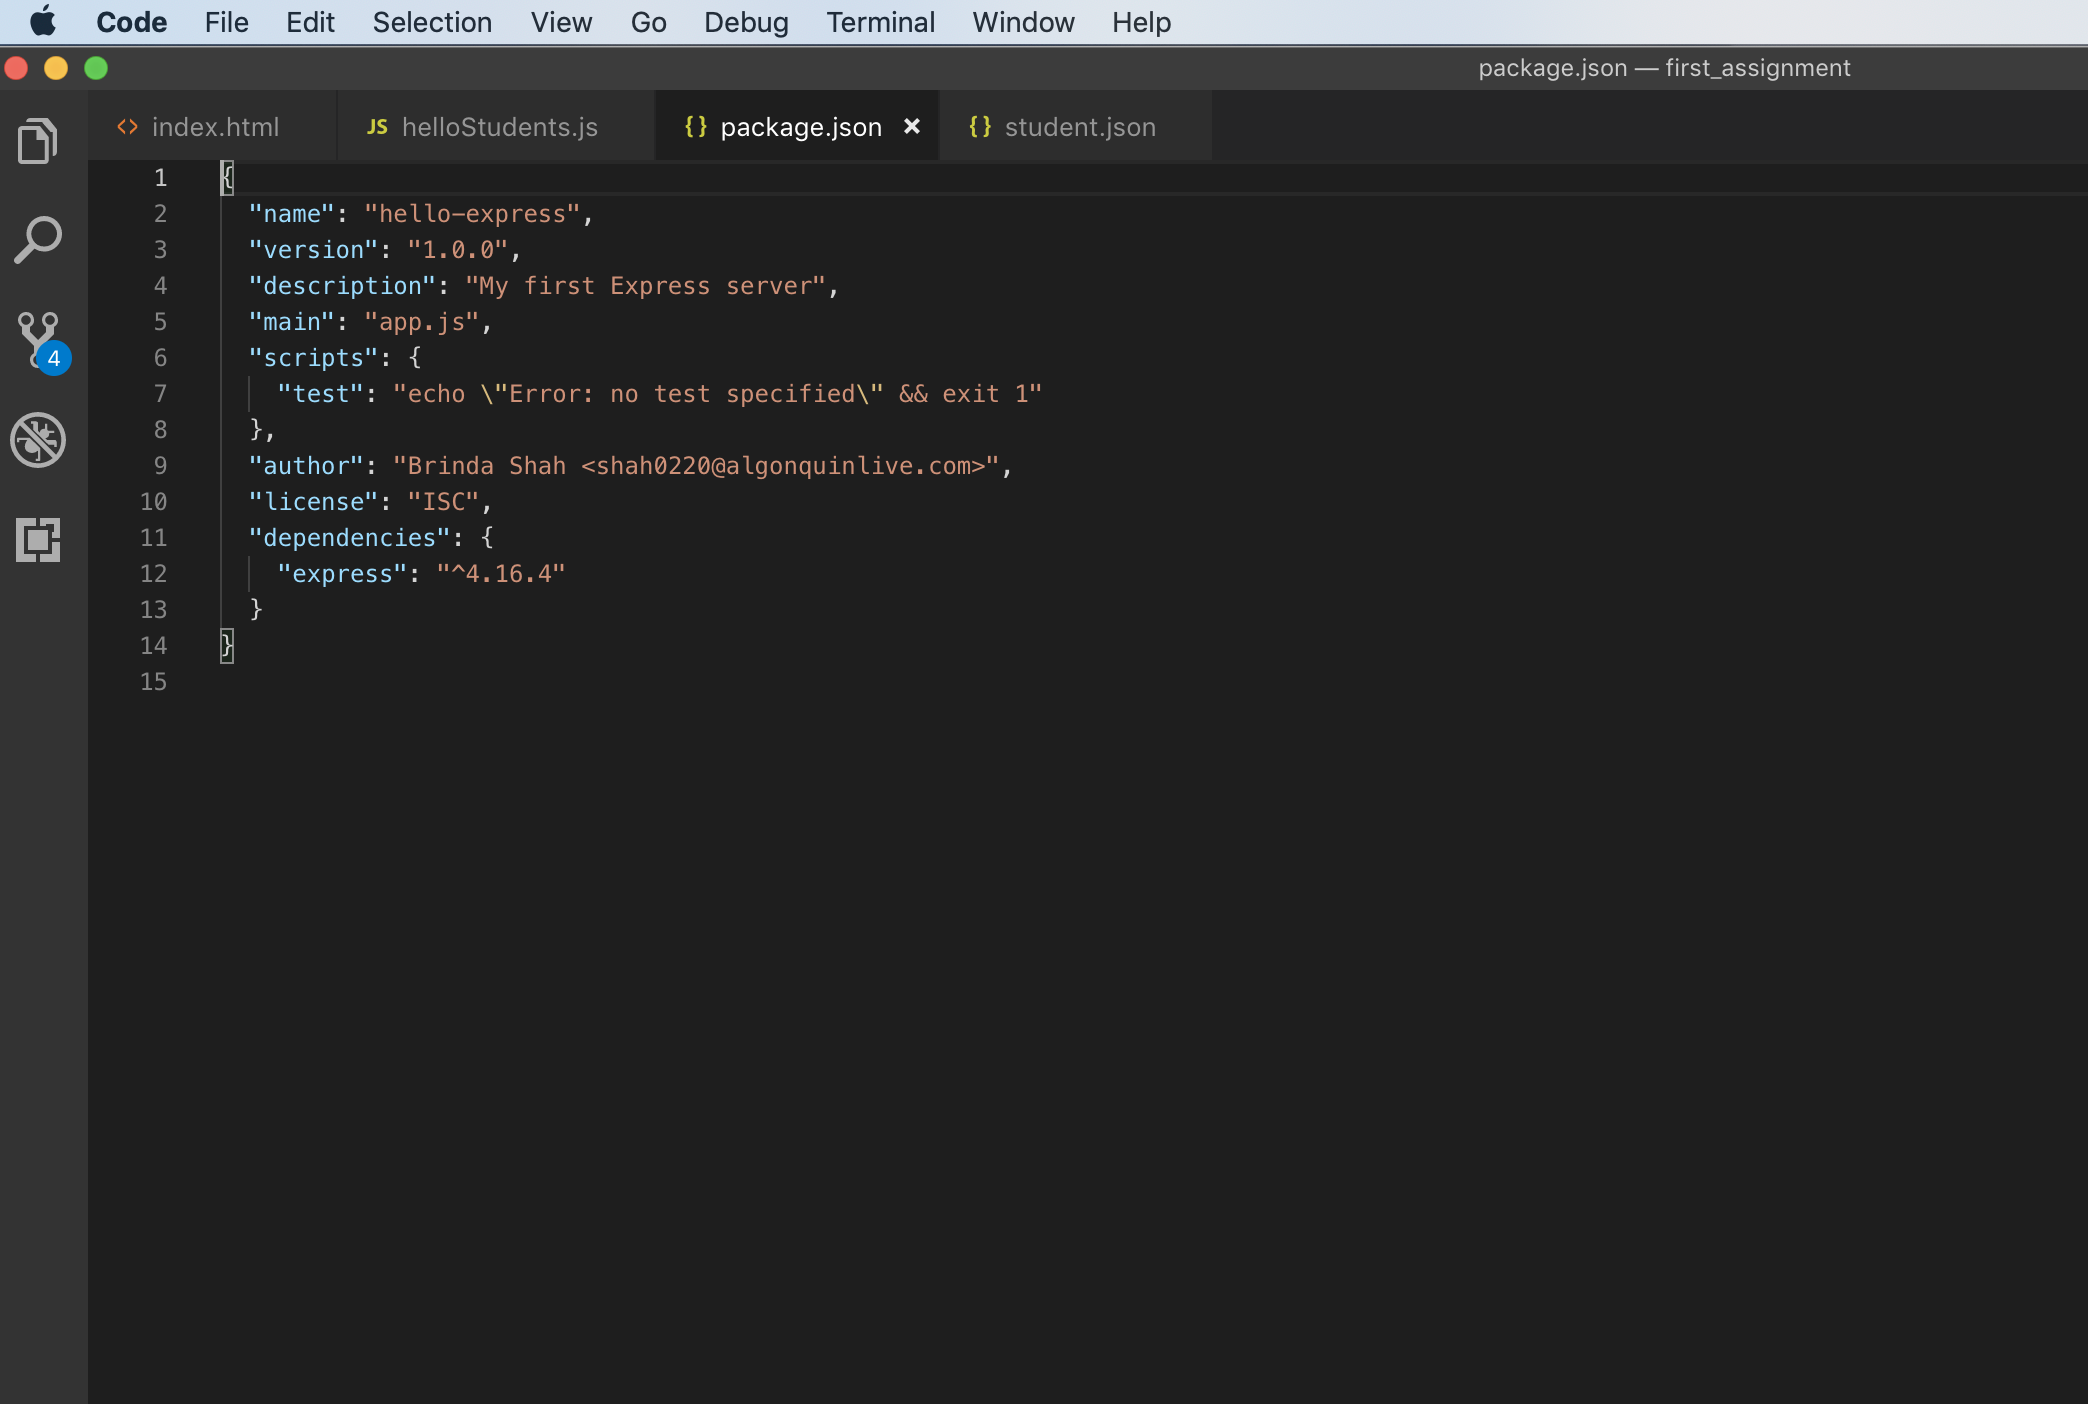 Code File Edit Selection View Go Debug Terminal Window Help
package.json — first_assignment
<> index.html JS helloStudents.js {} package.json × {} student.json
1 {
2 "name": "hello-express",
3 "version": "1.0.0",
4 "description": "My first Express server",
5 "main": "app.js",
6 "scripts": {
7 "test": "echo \"Error: no test specified\" && exit 1"
8 },
9 "author": "Brinda Shah <shah0220@algonquinlive.com>",
10 "license": "ISC",
11 "dependencies": {
12 "express": "^4.16.4"
13 }
14 }
15
4